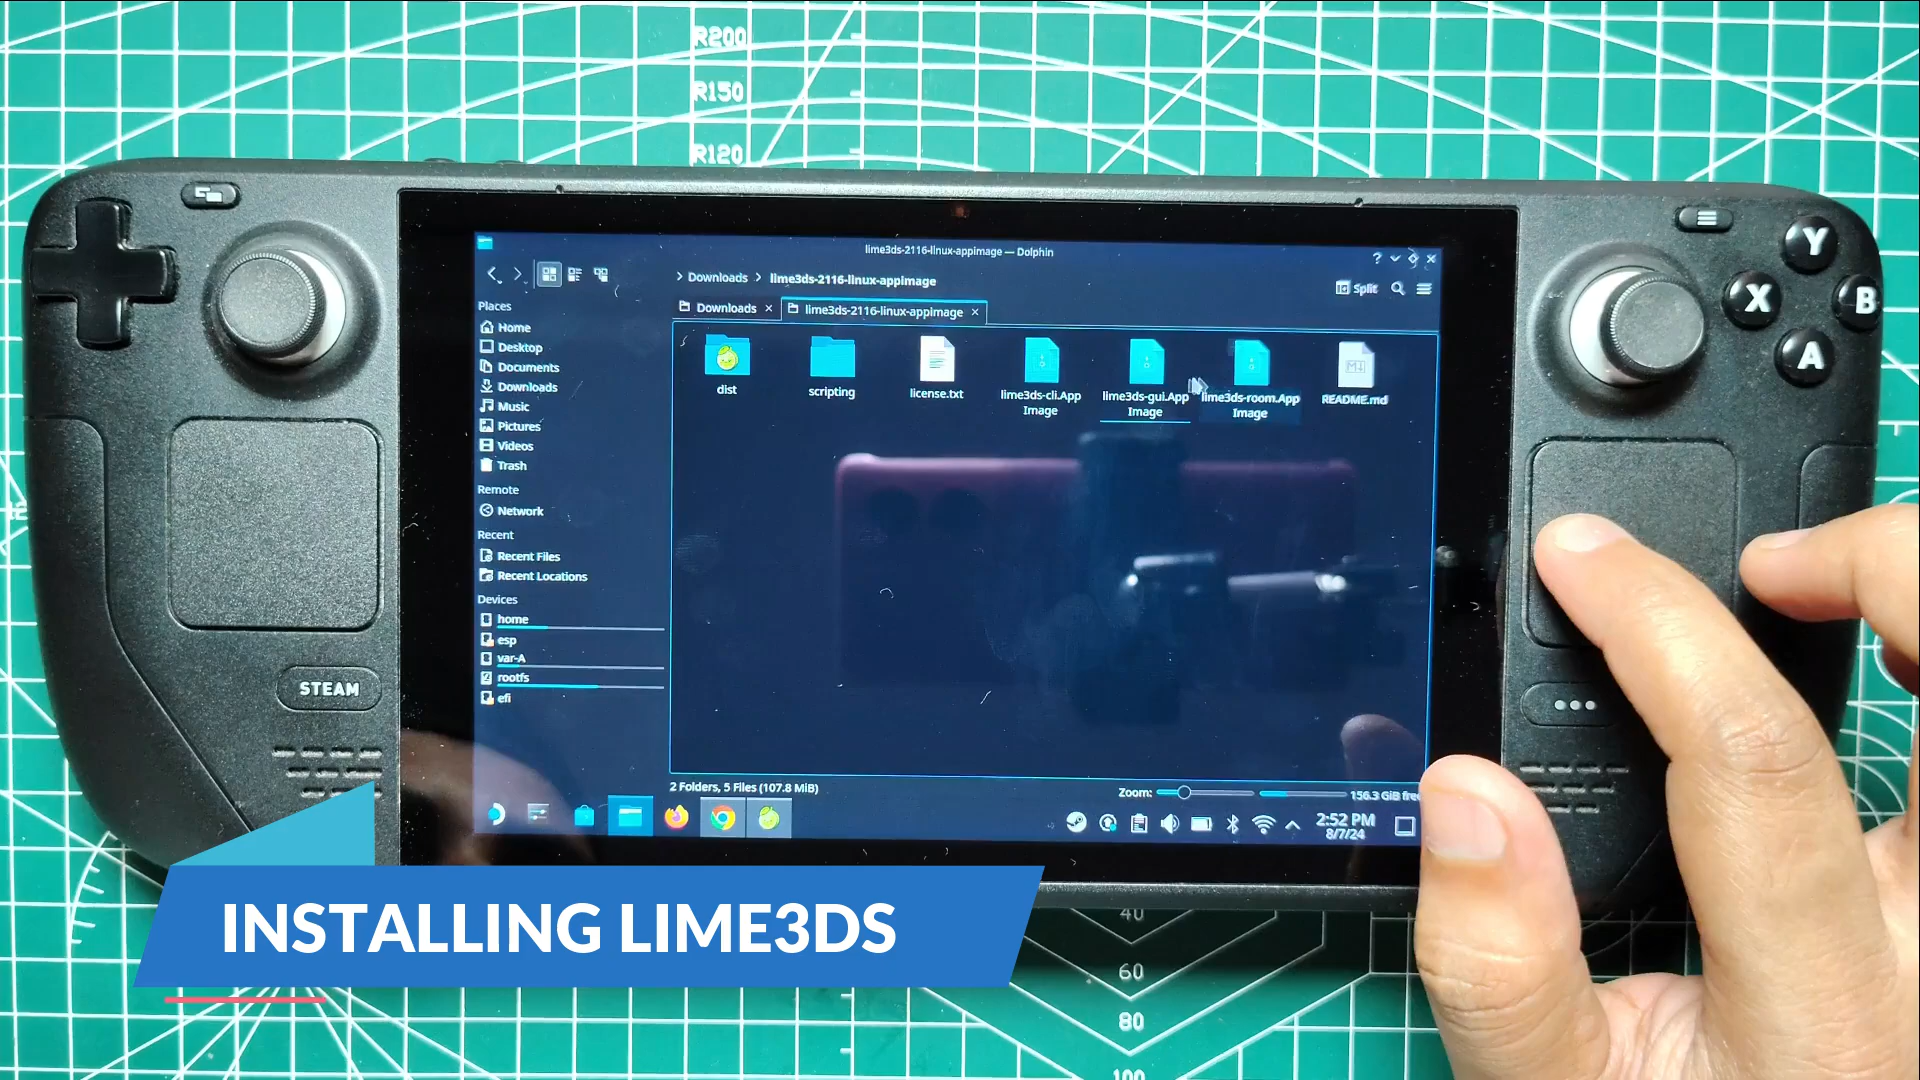 R200
R150
R120
lime3ds-2116-linux-appimage — Dolphin
Downloads > lime3ds-2116-linux-appimage
Split
Downloads
lime3ds-2116-linux-appimage
Places
Home
Desktop
Documents
Downloads
Music
Pictures
Videos
Trash
Remote
Network
Recent
Recent Files
Recent Locations
Devices
home
esp
var-A
rootfs
efi
dist
scripting
license.txt
lime3ds-cli.App
Image
lime3ds-gui.App
Image
lime3ds-room.App
Image
README.md
2 Folders, 5 Files (107.8 MiB)
Zoom:
156.3 GiB free
2:52 PM
8/7/24
Y
X
B
A
STEAM
INSTALLING LIME3DS
40
60
80
100